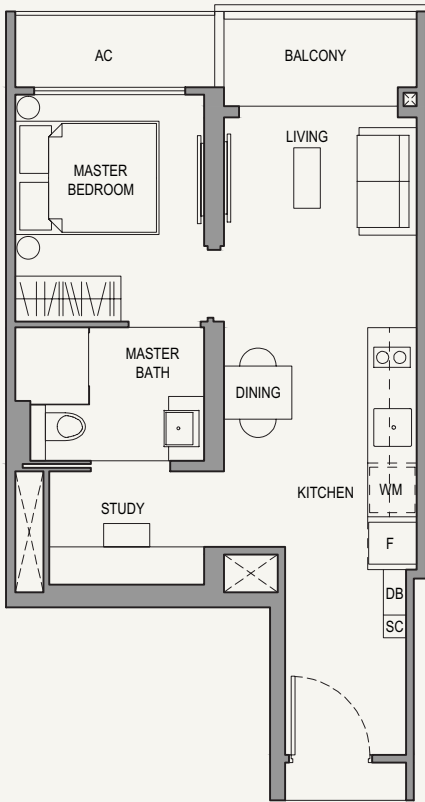 AC
BALCONY
LIVING
MASTER
BEDROOM
MASTER
BATH
DINING
KITCHEN
WM
STUDY
F
DB
SC